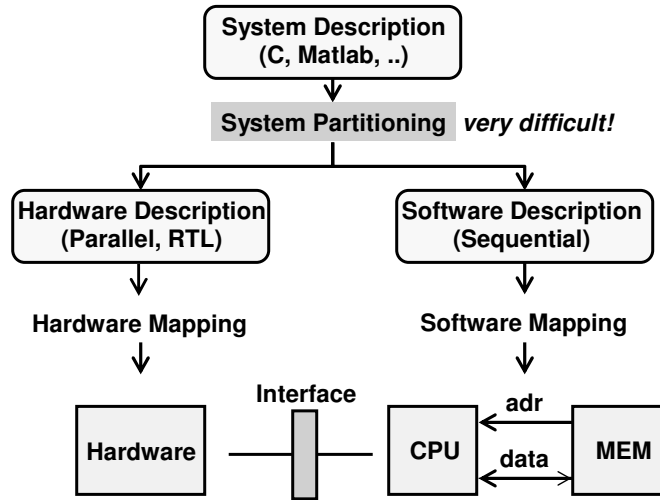 System Description
(C, Matlab, ..)
System Partitioning very difficult!
Hardware Description
(Parallel, RTL)
Software Description
(Sequential)
Hardware Mapping
Software Mapping
Interface
adr
Hardware
CPU
MEM
data